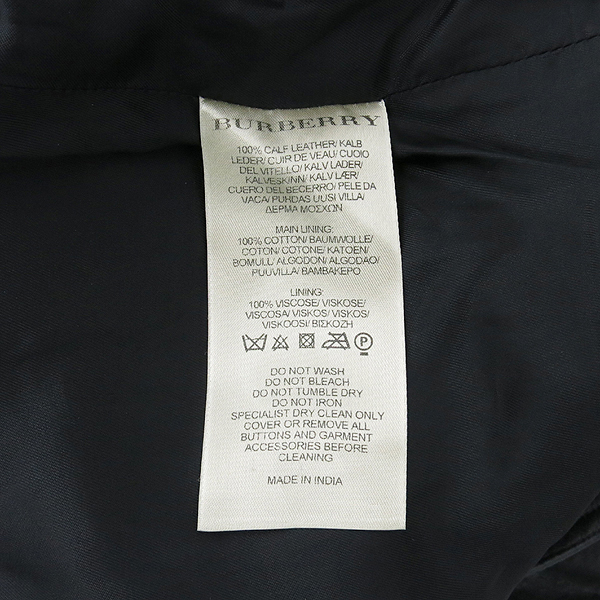 BURBERRY
100% CALF LEATHER/ KALB
LEDER/ CUIR DE VEAU/ CUOIO
DEL VITELLO/ KALV LADER/
KALVESKINN/ KALV LÆR/
CUERO DEL BECERRO/ PELE DA
VACA/ PUHDAS UUSI VILLA/
ΔΕΡΜΑ ΜΟΣΧΩΝ
MAIN LINING:
100% COTTON/ BAUMWOLLE/
COTON/ COTONE/ KATOEN/
BOMULL/ ALGODON/ ALGODAO/
PUUVILLA/ ΒΑΜΒΑΚΕΡΟ
LINING:
100% VISCOSE/ VISKOSE/
VISCOSA/ VISKOS/ VISKOS/
VISKOOSI/ ΒΙΣΚΟΖΗ
P
DO NOT WASH
DO NOT BLEACH
DO NOT TUMBLE DRY
DO NOT IRON
SPECIALIST DRY CLEAN ONLY
COVER OR REMOVE ALL
BUTTONS AND GARMENT
ACCESSORIES BEFORE
CLEANING
MADE IN INDIA